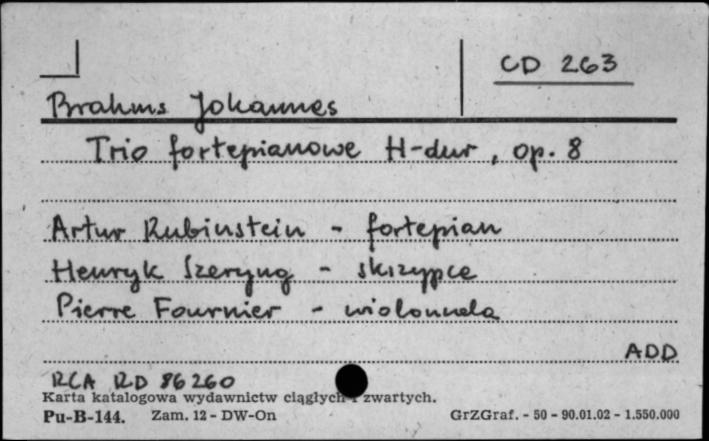 CD 263
Brahms Johannes
Trio fortepianowe H-dur, op. 8
Artur Rubinstein - fortepian
Henryk Szeryng - skrzypce
Pierre Fournier - wiolonczela
ADD
RCA RD 86260
Karta katalogowa wydawnictw ciągłych i zwartych.
Pu-B-144. Zam. 12 - DW-On GrZGraf. - 50 - 90.01.02 - 1.550.000